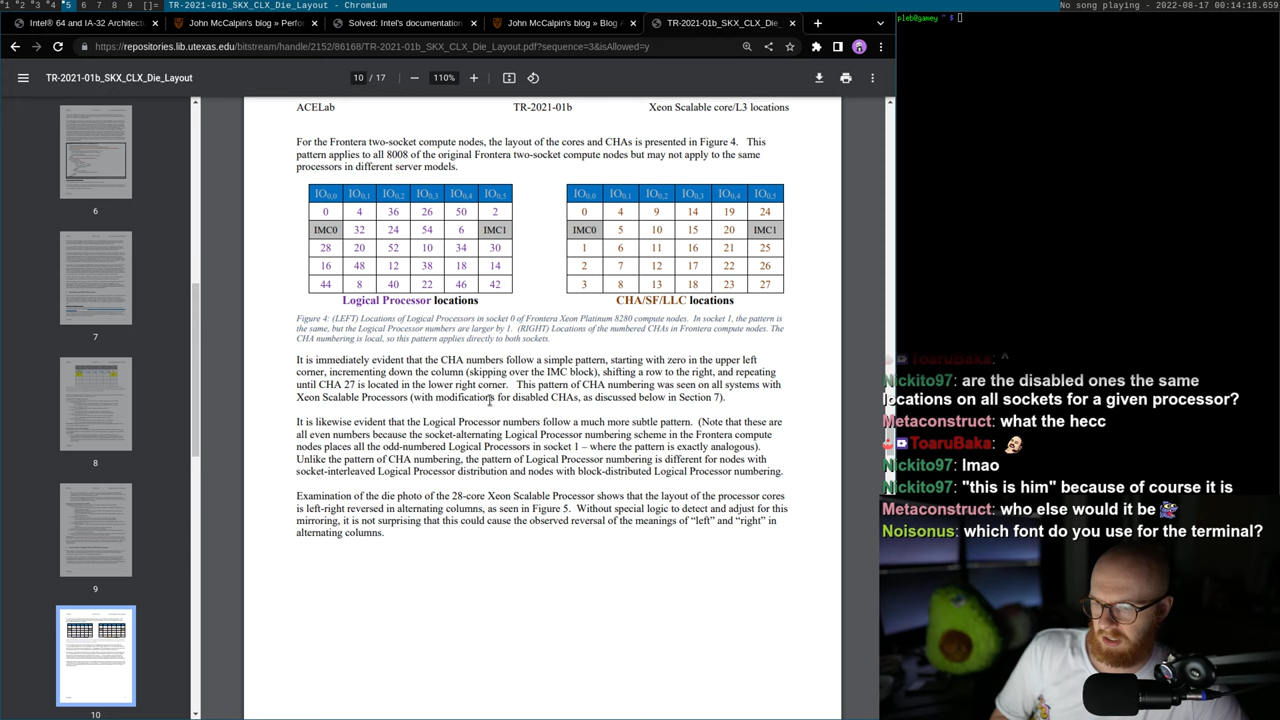 1 2 3 4 5 6 7 8 9 []= TR-2021-01b_SKX_CLX_Die_Layout.pdf - Chromium
No song playing - 2022-08-17 00:14:18.659
Intel® 64 and IA-32 Architectu
John McCalpin's blog » Perfo
Solved: Intel's documentation
John McCalpin's blog » Blog A
TR-2021-01b_SKX_CLX_Die_
pleb@gamey ~ $
https://repositories.lib.utexas.edu/bitstream/handle/2152/86168/TR-2021-01b_SKX_CLX_Die_Layout.pdf?sequence=3&isAllowed=y
TR-2021-01b_SKX_CLX_Die_Layout
10 / 17
110%
6
7
8
9
10
ACELab TR-2021-01b Xeon Scalable core/L3 locations
For the Frontera two-socket compute nodes, the layout of the cores and CHAs is presented in Figure 4. This
pattern applies to all 8008 of the original Frontera two-socket compute nodes but may not apply to the same
processors in different server models.
IO0,0 IO0,1 IO0,2 IO0,3 IO0,4 IO0,5
0 4 36 26 50 2
IMC0 32 24 54 6 IMC1
28 20 52 10 34 30
16 48 12 38 18 14
44 8 40 22 46 42
Logical Processor locations
IO0,0 IO0,1 IO0,2 IO0,3 IO0,4 IO0,5
0 4 9 14 19 24
IMC0 5 10 15 20 IMC1
1 6 11 16 21 25
2 7 12 17 22 26
3 8 13 18 23 27
CHA/SF/LLC locations
Figure 4: (LEFT) Locations of Logical Processors in socket 0 of Frontera Xeon Platinum 8280 compute nodes. In socket 1, the pattern is
the same, but the Logical Processor numbers are larger by 1. (RIGHT) Locations of the numbered CHAs in Frontera compute nodes. The
CHA numbering is local, so this pattern applies directly to both sockets.
It is immediately evident that the CHA numbers follow a simple pattern, starting with zero in the upper left
corner, incrementing down the column (skipping over the IMC block), shifting a row to the right, and repeating
until CHA 27 is located in the lower right corner. This pattern of CHA numbering was seen on all systems with
Xeon Scalable Processors (with modifications for disabled CHAs, as discussed below in Section 7).
It is likewise evident that the Logical Processor numbers follow a much more subtle pattern. (Note that these are
all even numbers because the socket-alternating Logical Processor numbering scheme in the Frontera compute
nodes places all the odd-numbered Logical Processors in socket 1 – where the pattern is exactly analogous).
Unlike the pattern of CHA numbering, the pattern of Logical Processor numbering is different for nodes with
socket-interleaved Logical Processor distribution and nodes with block-distributed Logical Processor numbering.
Examination of the die photo of the 28-core Xeon Scalable Processor shows that the layout of the processor cores
is left-right reversed in alternating columns, as seen in Figure 5. Without special logic to detect and adjust for this
mirroring, it is not surprising that this could cause the observed reversal of the meanings of "left" and "right" in
alternating columns.
ToaruBaka: ^
Nickito97: are the disabled ones the same
locations on all sockets for a given processor?
Metaconstruct: what the hecc
ToaruBaka:
Nickito97: lmao
Nickito97: "this is him" because of course it is
Metaconstruct: who else would it be
Noisonus: which font do you use for the terminal?